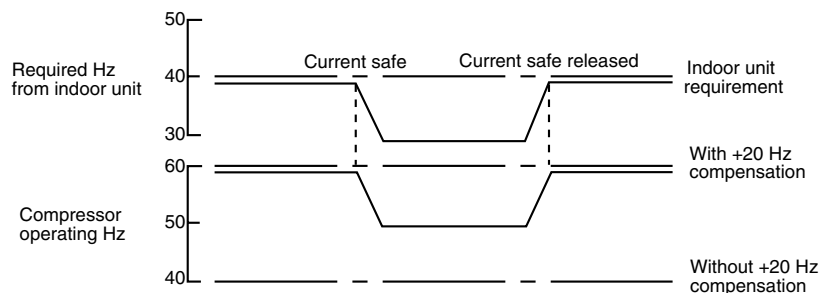 50
Current safe
Current safe released
Required Hz
from indoor unit
40
Indoor unit
requirement
30
60
With +20 Hz
compensation
Compressor
operating Hz
50
40
Without +20 Hz
compensation